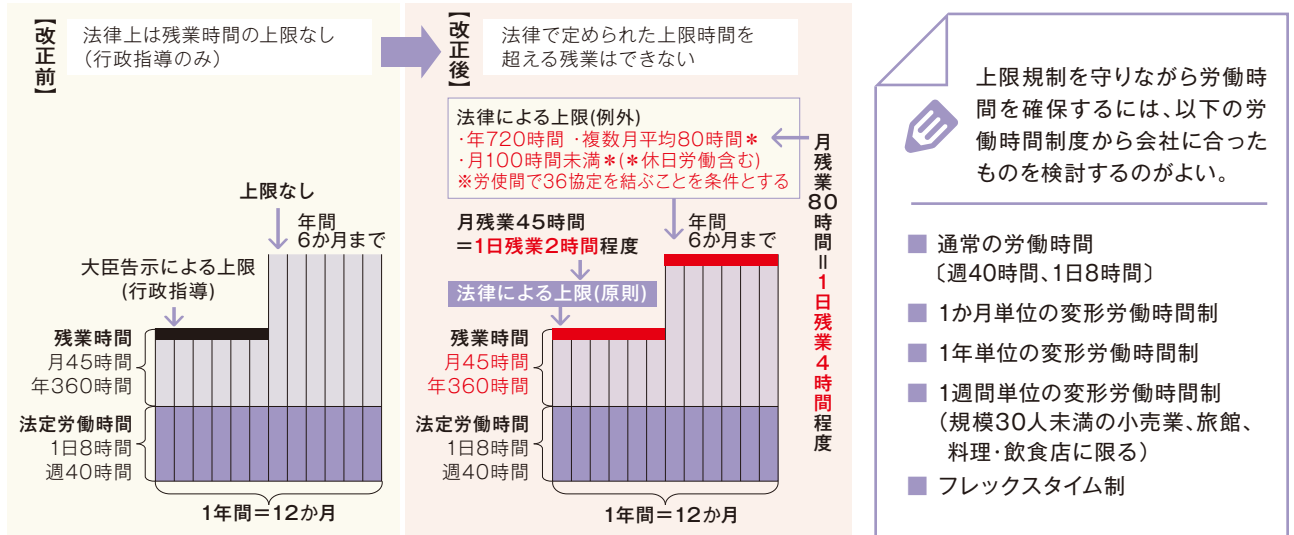 【改正前】
法律上は残業時間の上限なし
(行政指導のみ)
上限なし
年間
6か月まで
大臣告示による上限
(行政指導)
残業時間
月45時間
年360時間
法定労働時間
1日8時間
週40時間
1年間＝12か月
【改正後】
法律で定められた上限時間を
超える残業はできない
法律による上限(例外)
・年720時間 ・複数月平均80時間＊
・月100時間未満＊(＊休日労働含む)
※労使間で36協定を結ぶことを条件とする
月残業80時間＝1日残業4時間程度
月残業45時間
＝1日残業2時間程度
年間
6か月まで
法律による上限(原則)
残業時間
月45時間
年360時間
法定労働時間
1日8時間
週40時間
1年間＝12か月
上限規制を守りながら労働時
間を確保するには、以下の労
働時間制度から会社に合った
ものを検討するのがよい。
■ 通常の労働時間
〔週40時間、1日8時間〕
■ 1か月単位の変形労働時間制
■ 1年単位の変形労働時間制
■ 1週間単位の変形労働時間制
(規模30人未満の小売業、旅館、
料理・飲食店に限る)
■ フレックスタイム制